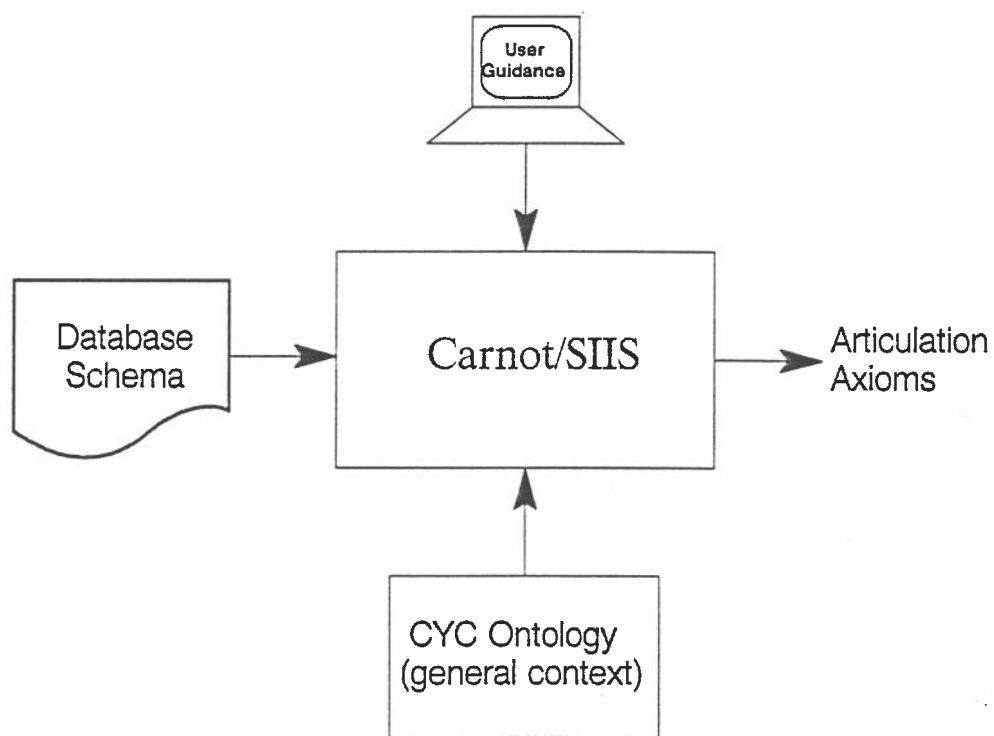 User
Guidance
Database
Schema
Carnot/SIIS
Articulation
Axioms
CYC Ontology
(general context)